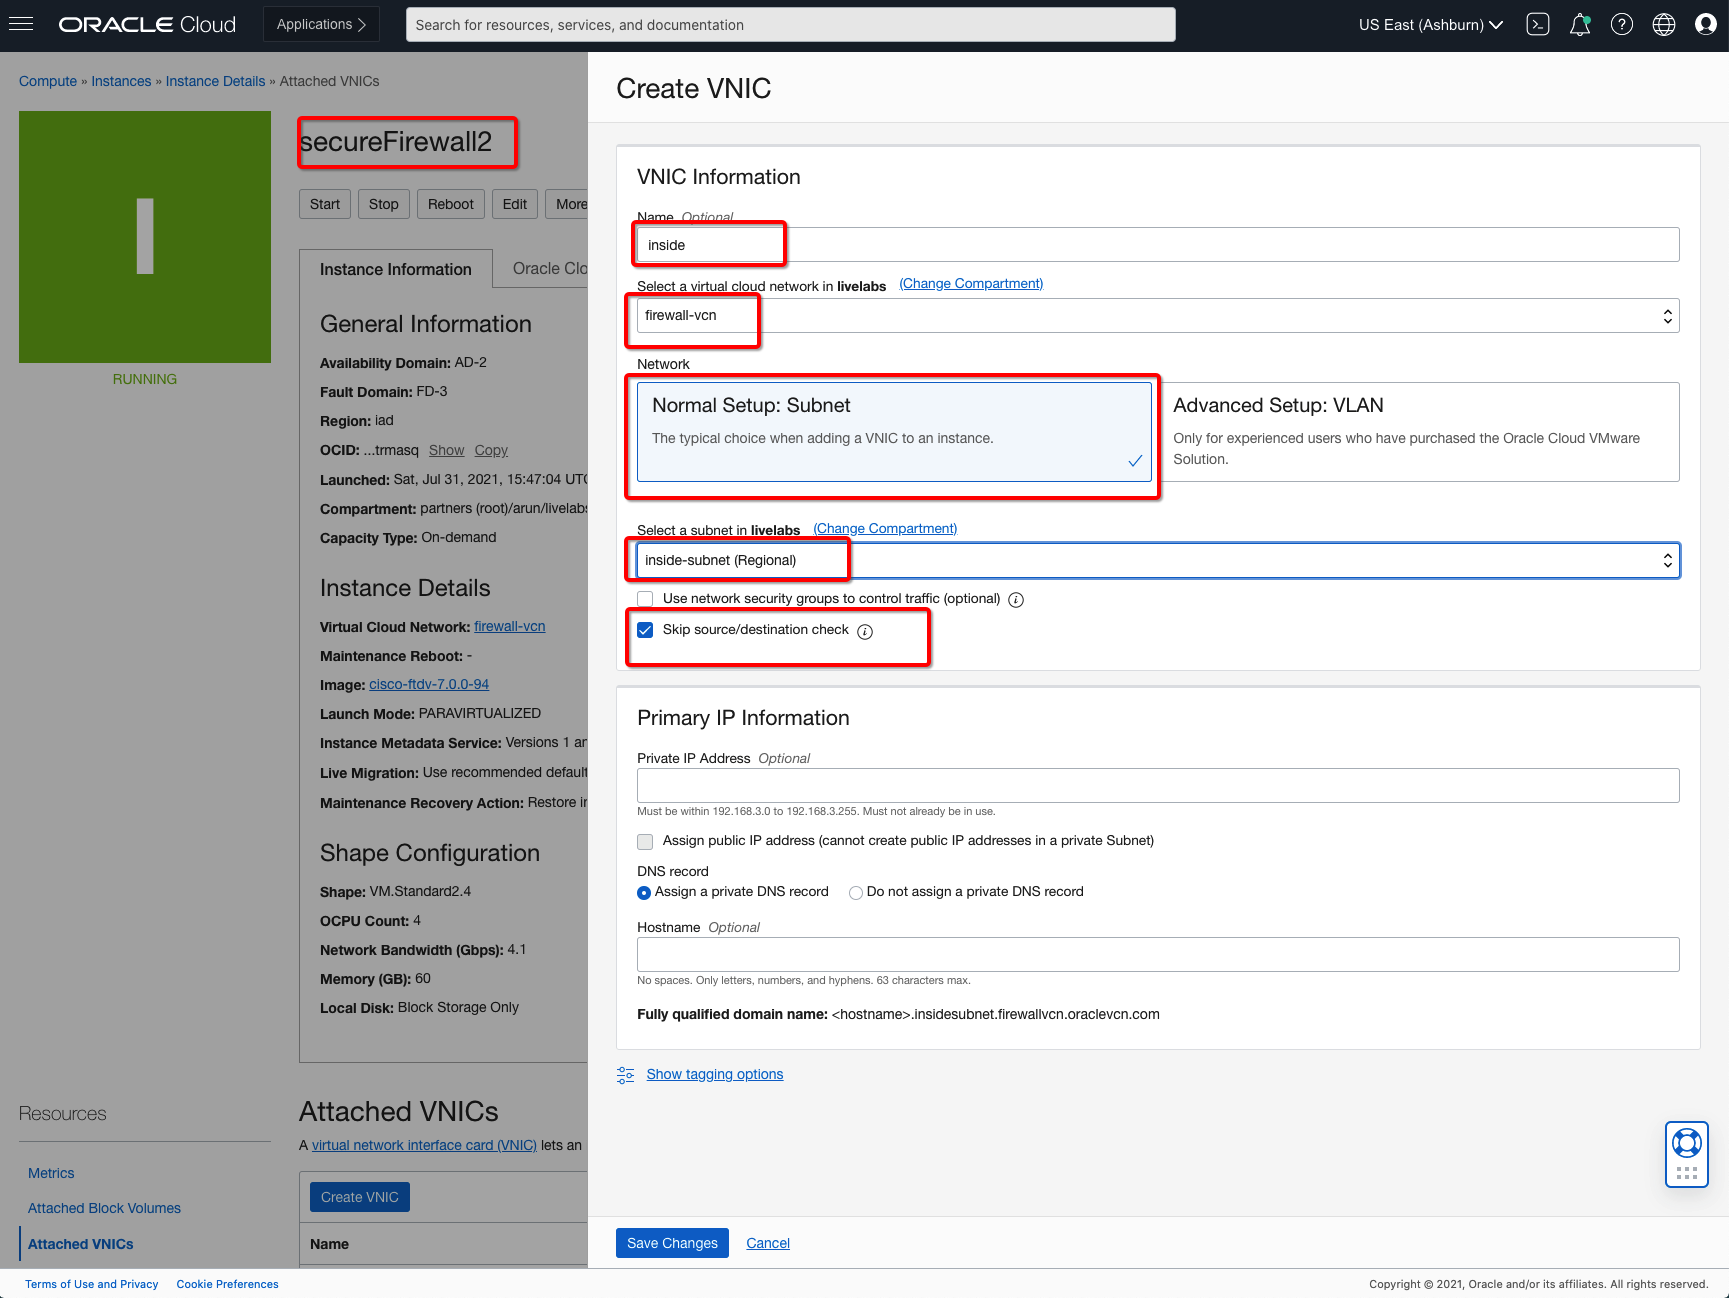 ORACLE Cloud
Applications
Search for resources, services, and documentation
US East (Ashburn)
Compute » Instances » Instance Details » Attached VNICs
I
RUNNING
secureFirewall2
Start Stop Reboot Edit More
Instance Information Oracle Clo
General Information
Availability Domain: AD-2
Fault Domain: FD-3
Region: iad
OCID: ...trmasq Show Copy
Launched: Sat, Jul 31, 2021, 15:47:04 UTC
Compartment: partners (root)/arun/livelabs
Capacity Type: On-demand
Instance Details
Virtual Cloud Network: firewall-vcn
Maintenance Reboot: -
Image: cisco-ftdv-7.0.0-94
Launch Mode: PARAVIRTUALIZED
Instance Metadata Service: Versions 1 an
Live Migration: Use recommended default
Maintenance Recovery Action: Restore in
Shape Configuration
Shape: VM.Standard2.4
OCPU Count: 4
Network Bandwidth (Gbps): 4.1
Memory (GB): 60
Local Disk: Block Storage Only
Resources
Metrics
Attached Block Volumes
Attached VNICs
Attached VNICs
A virtual network interface card (VNIC) lets an
Create VNIC
Name
Create VNIC
VNIC Information
Name Optional
inside
Select a virtual cloud network in livelabs (Change Compartment)
firewall-vcn
Network
Normal Setup: Subnet
The typical choice when adding a VNIC to an instance.
Advanced Setup: VLAN
Only for experienced users who have purchased the Oracle Cloud VMware
Solution.
Select a subnet in livelabs (Change Compartment)
inside-subnet (Regional)
Use network security groups to control traffic (optional)
Skip source/destination check
Primary IP Information
Private IP Address Optional
Must be within 192.168.3.0 to 192.168.3.255. Must not already be in use.
Assign public IP address (cannot create public IP addresses in a private Subnet)
DNS record
Assign a private DNS record Do not assign a private DNS record
Hostname Optional
No spaces. Only letters, numbers, and hyphens. 63 characters max.
Fully qualified domain name: <hostname>.insidesubnet.firewallvcn.oraclevcn.com
Show tagging options
Save Changes Cancel
Terms of Use and Privacy Cookie Preferences
Copyright © 2021, Oracle and/or its affiliates. All rights reserved.